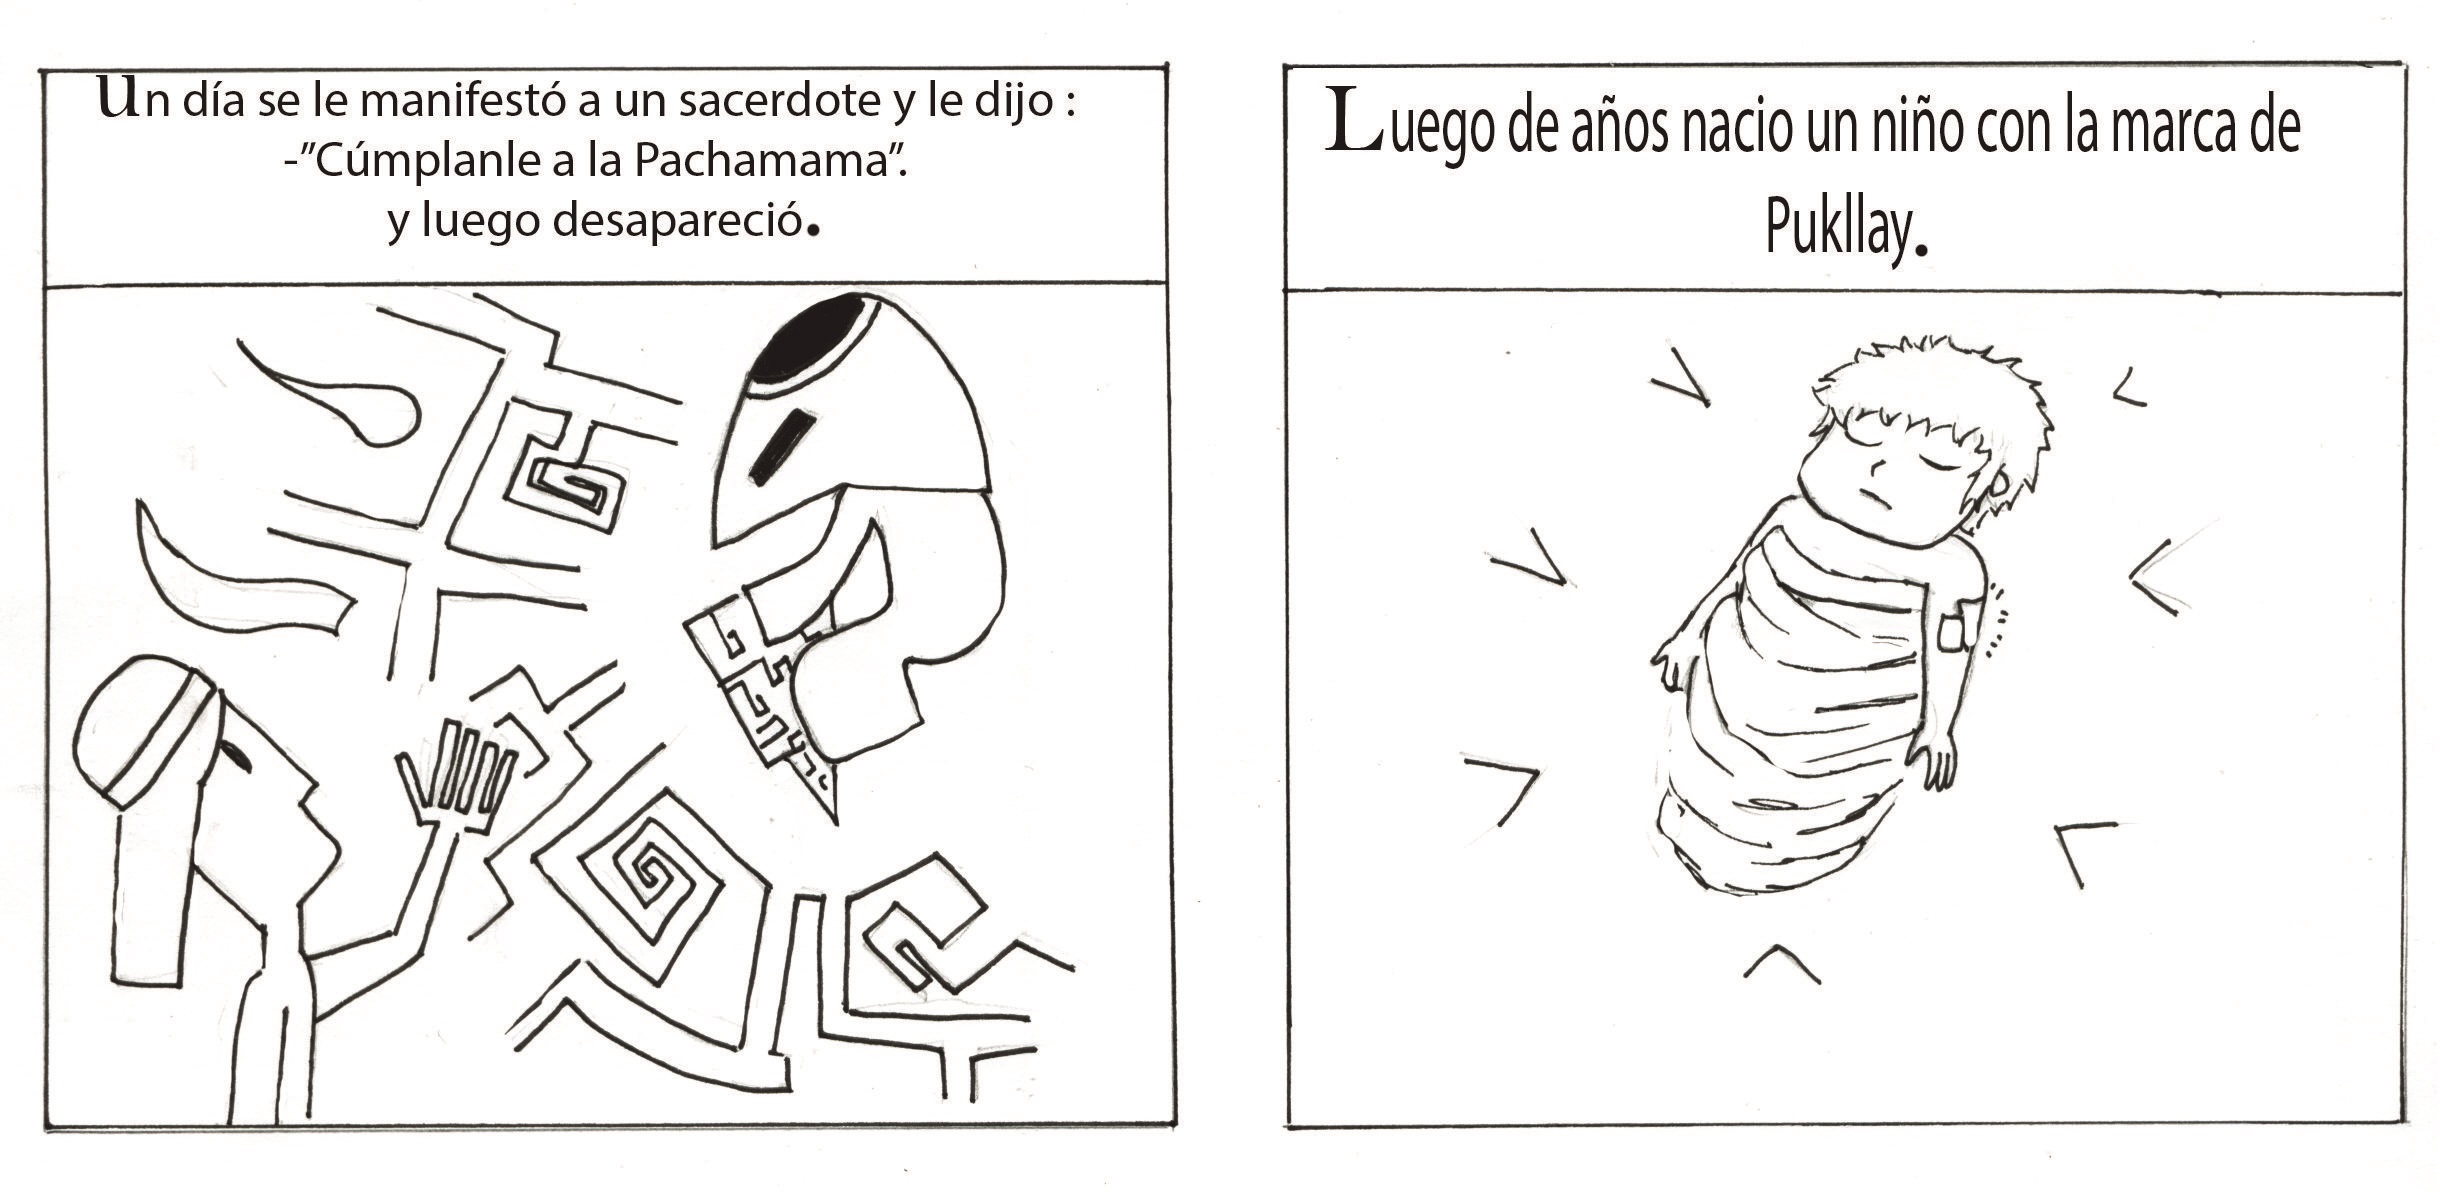 un día se le manifestó a un sacerdote y le dijo :
-”Cúmplanle a la Pachamama”.
y luego desapareció.
Luego de años nacio un niño con la marca de
Pukllay.